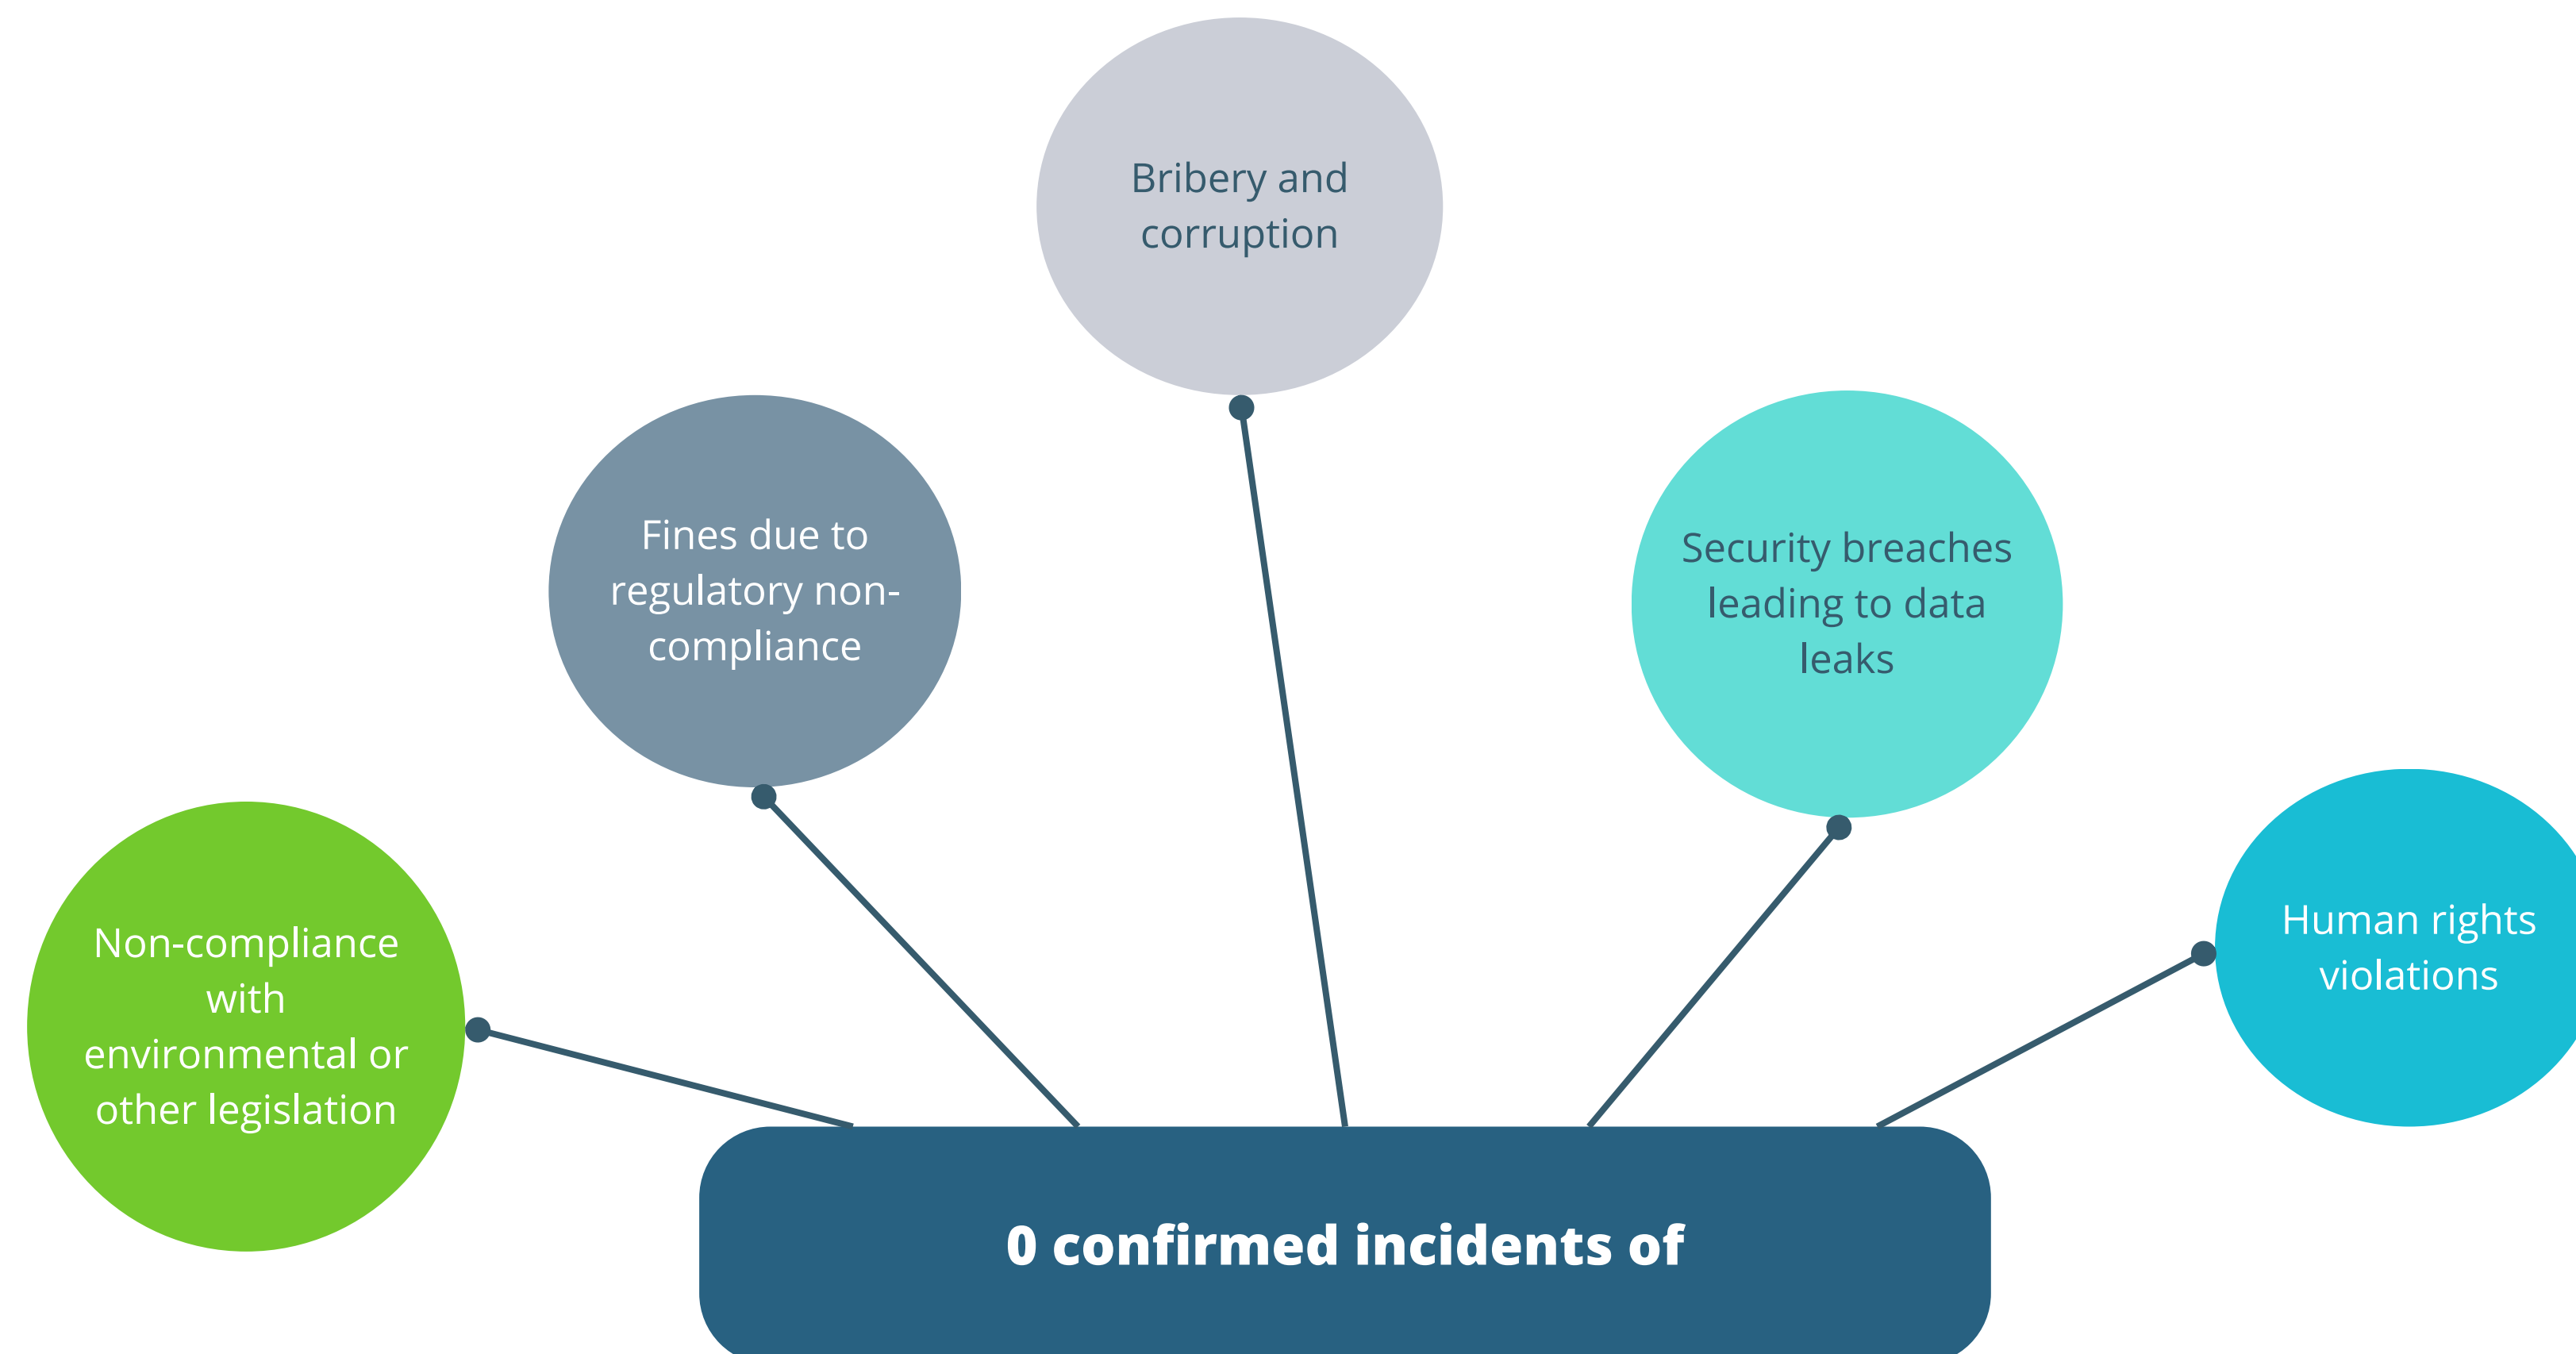 Bribery and
corruption
Fines due to
regulatory non-
compliance
Security breaches
leading to data
leaks
Non-compliance
with
environmental or
other legislation
Human rights
violations
0 confirmed incidents of